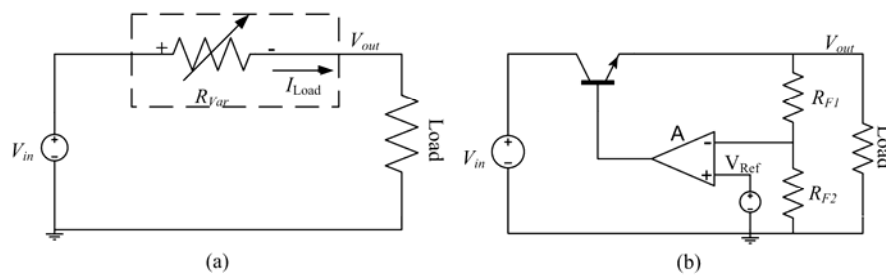 +
-
V_out
I_Load
R_Var
V_in
+
-
Load
(a)
V_out
R_F1
A
-
+
V_Ref
V_in
+
-
+
-
R_F2
Load
(b)